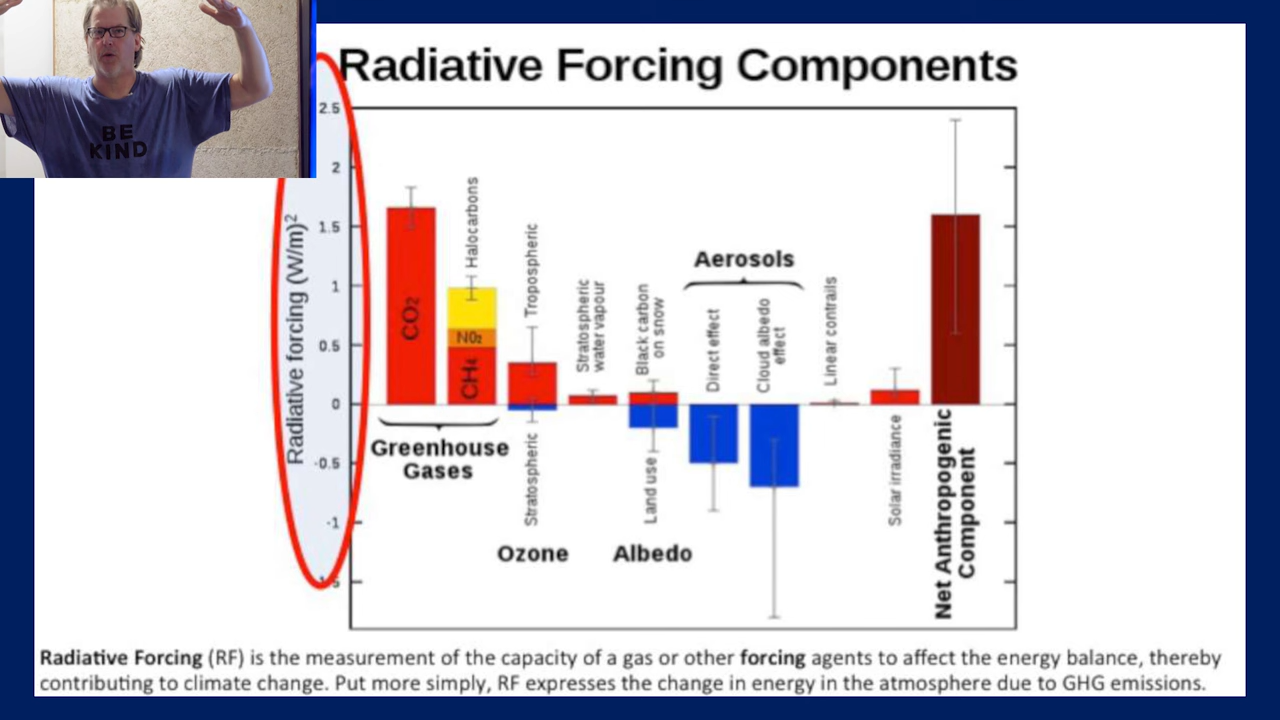 BE
KIND
Radiative Forcing Components
Radiative forcing (W/m)²
2.5
2
1.5
1
0.5
0
-0.5
-1
CO₂
Halocarbons
N0₂
CH₄
Greenhouse
Gases
Tropospheric
Stratospheric
Ozone
Stratospheric
water vapour
Black carbon
on snow
Land use
Albedo
Aerosols
Direct effect
Cloud albedo
effect
Linear contrails
Solar irradiance
Net Anthropogenic
Component
Radiative Forcing (RF) is the measurement of the capacity of a gas or other forcing agents to affect the energy balance, thereby
contributing to climate change. Put more simply, RF expresses the change in energy in the atmosphere due to GHG emissions.